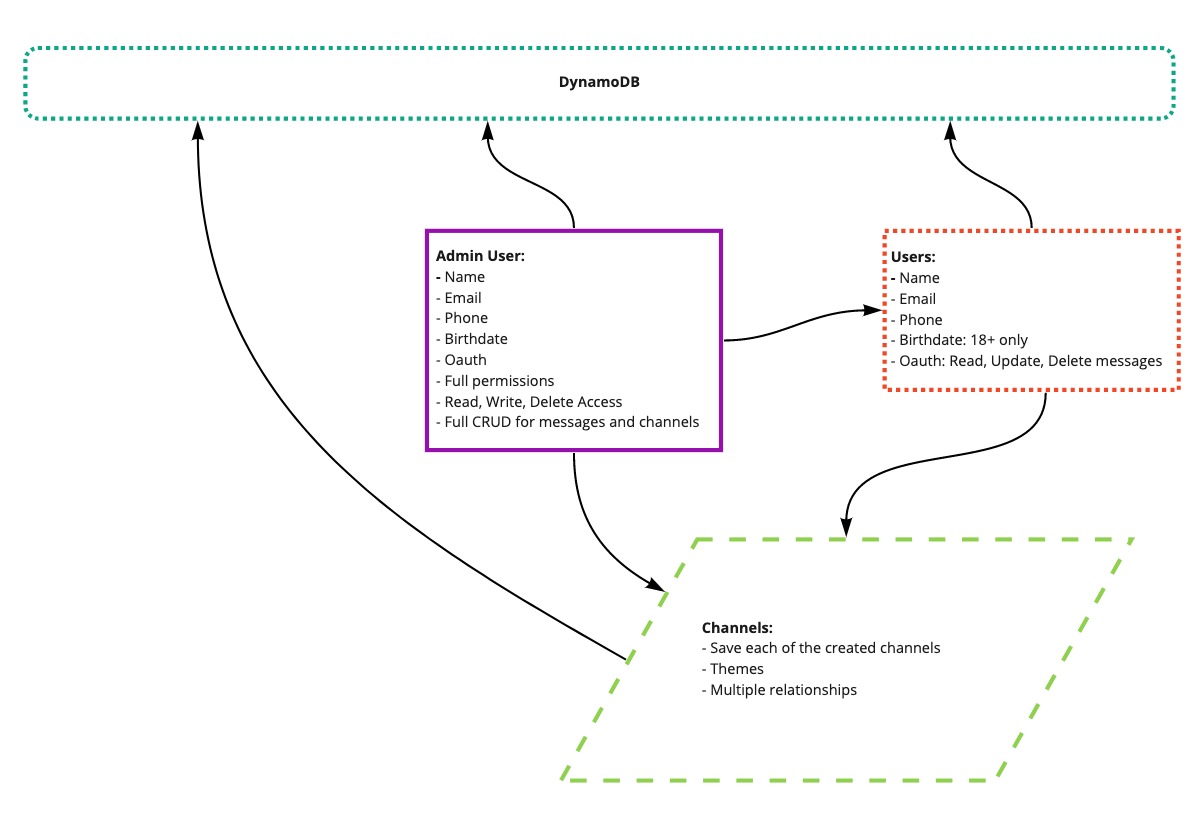 DynamoDB
Admin User:
- Name
- Email
- Phone
- Birthdate
- Oauth
- Full permissions
- Read, Write, Delete Access
- Full CRUD for messages and channels
Users:
- Name
- Email
- Phone
- Birthdate: 18+ only
- Oauth: Read, Update, Delete messages
Channels:
- Save each of the created channels
- Themes
- Multiple relationships